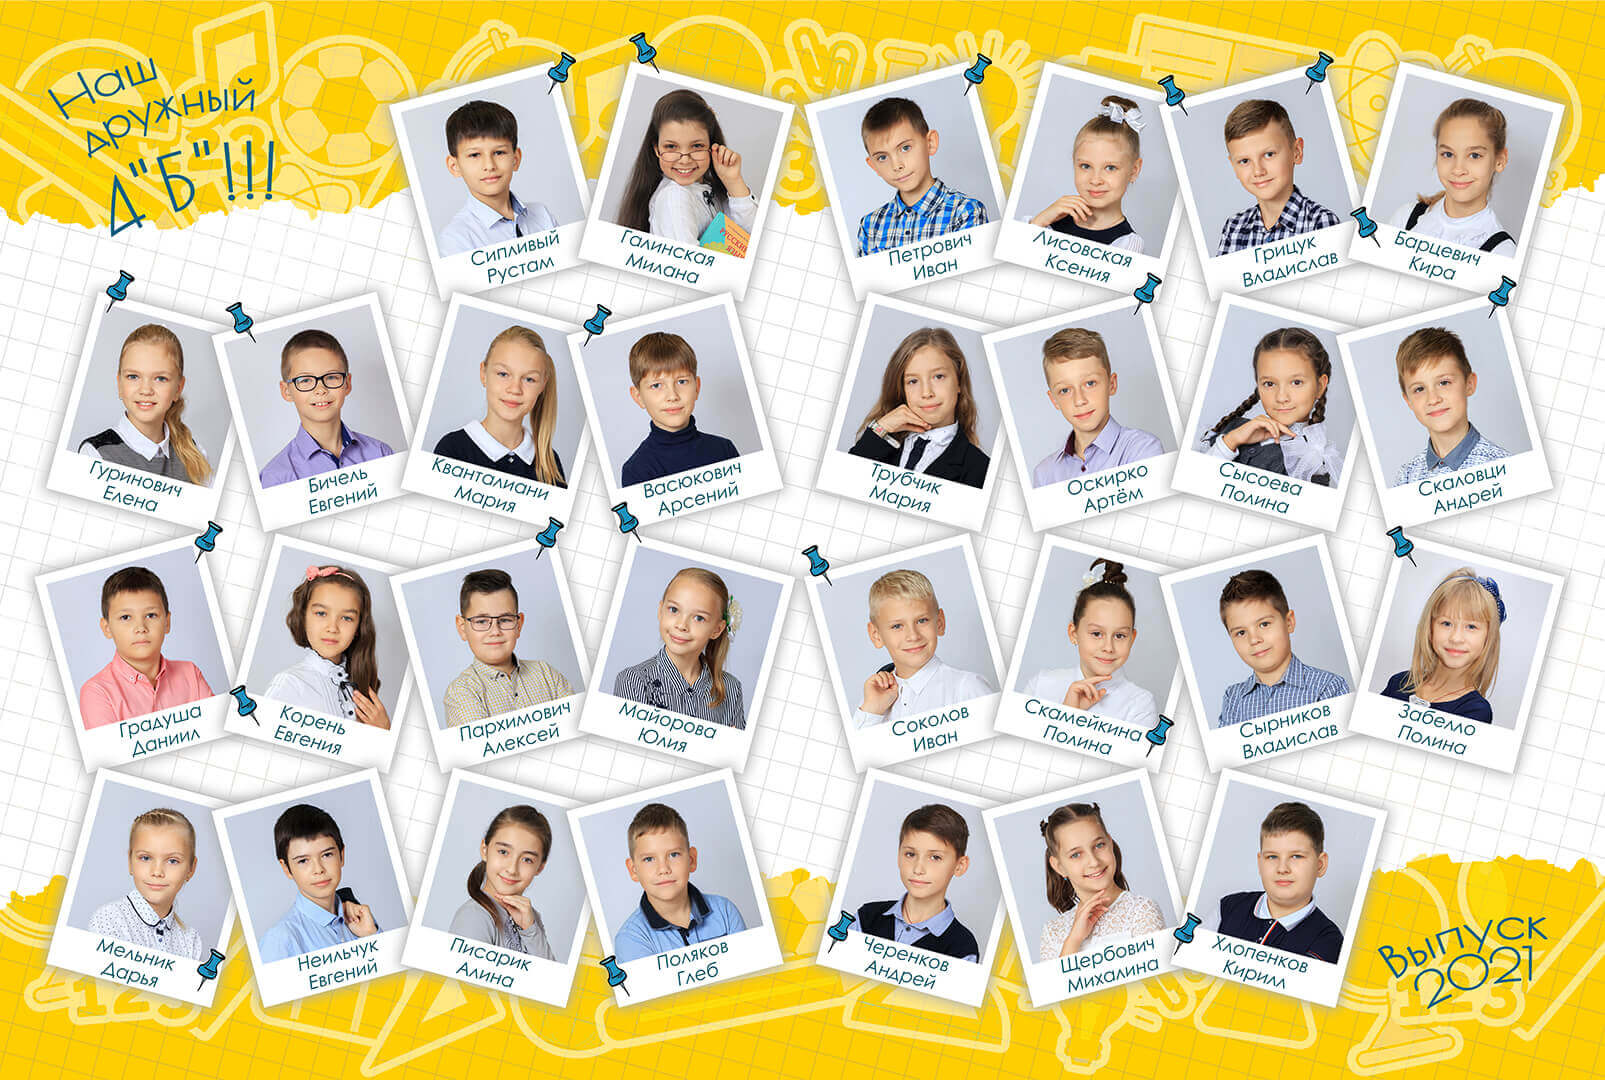 Наш
дружный
4"Б"!!!
Сипливый
Рустам
Галинская
Милана
РУССКИЙ
Петрович
Иван
Лисовская
Ксения
Грицук
Владислав
Барцевич
Кира
Гуринович
Елена
Бичель
Евгений
Кванталиани
Мария
Васюкович
Арсений
Трубчик
Мария
Оскирко
Артём
Сысоева
Полина
Скаловци
Андрей
Градуша
Даниил
Корень
Евгения
Пархимович
Алексей
Майорова
Юлия
Соколов
Иван
Скамейкина
Полина
Сырников
Владислав
Забелло
Полина
Мельник
Дарья
Неильчук
Евгений
Писарик
Алина
Поляков
Глеб
Черенков
Андрей
Щербович
Михалина
Хлопенков
Кирилл
Выпуск
2021